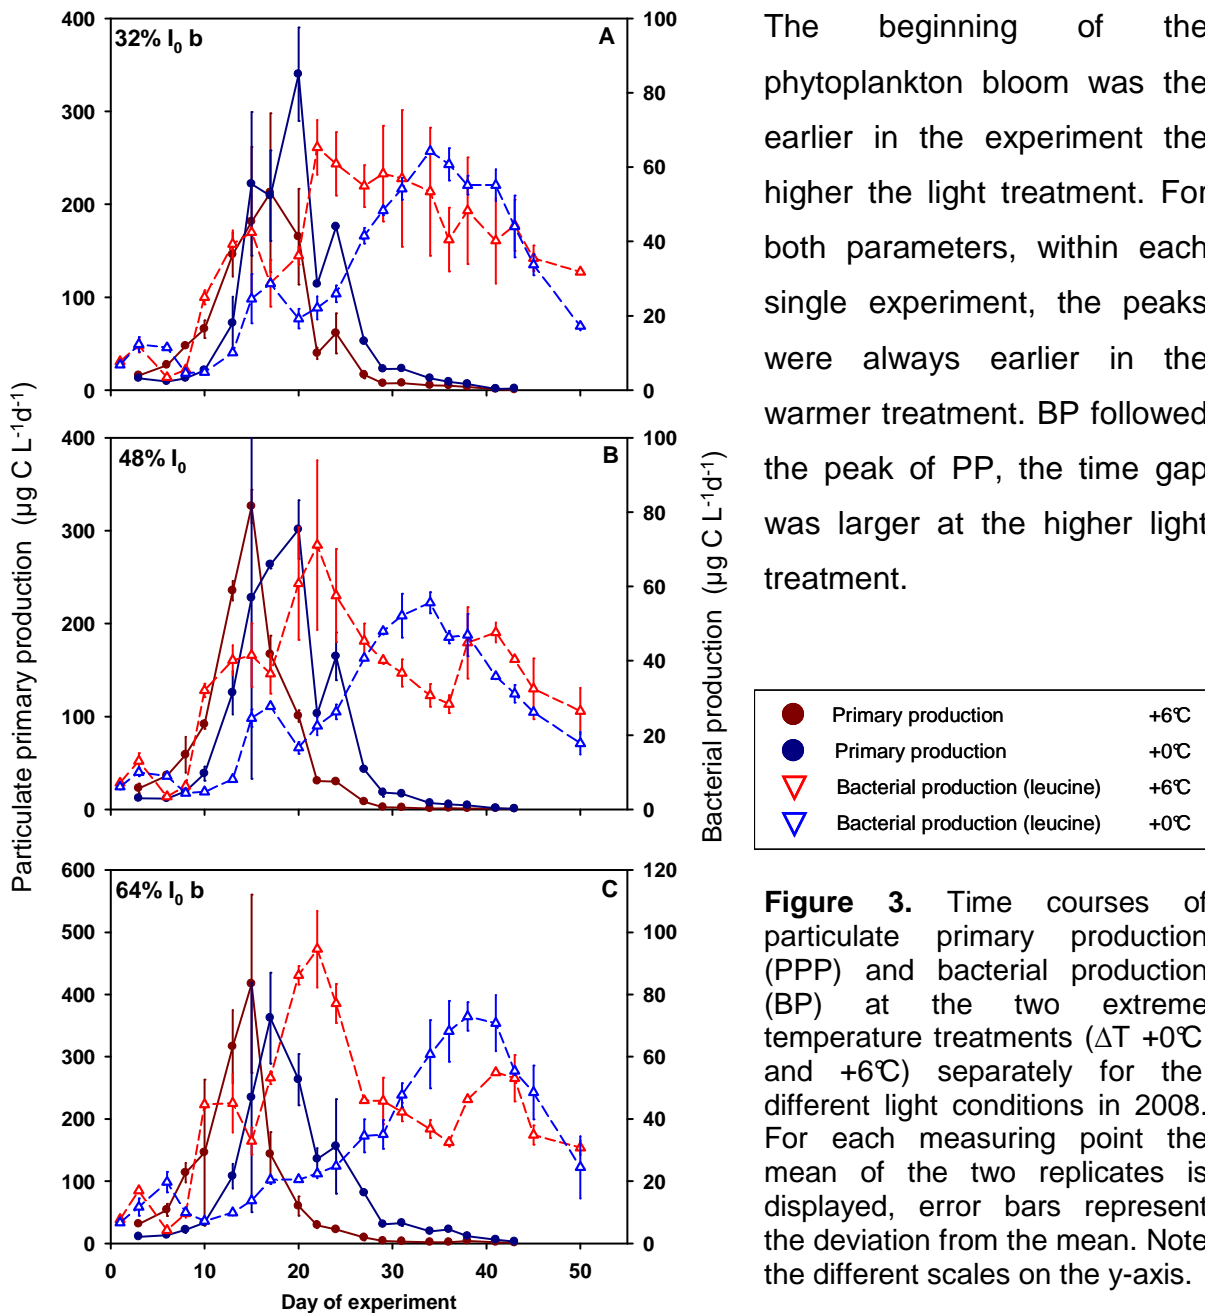 400
300
200
100
0
100
80
60
40
20
0
32% I0 b
A
400
300
200
100
0
100
80
60
40
20
0
48% I0
B
600
500
400
300
200
100
0
120
100
80
60
40
20
0
64% I0 b
C
0 10 20 30 40 50
Day of experiment
Particulate primary production (µg C L-1d-1)
Bacterial production (µg C L-1d-1)
The beginning of the
phytoplankton bloom was the
earlier in the experiment the
higher the light treatment. For
both parameters, within each
single experiment, the peaks
were always earlier in the
warmer treatment. BP followed
the peak of PP, the time gap
was larger at the higher light
treatment.
Primary production +6°C
Primary production +0°C
Bacterial production (leucine) +6°C
Bacterial production (leucine) +0°C
Figure 3. Time courses of
particulate primary production
(PPP) and bacterial production
(BP) at the two extreme
temperature treatments (ΔT +0°C
and +6°C) separately for the
different light conditions in 2008.
For each measuring point the
mean of the two replicates is
displayed, error bars represent
the deviation from the mean. Note
the different scales on the y-axis.